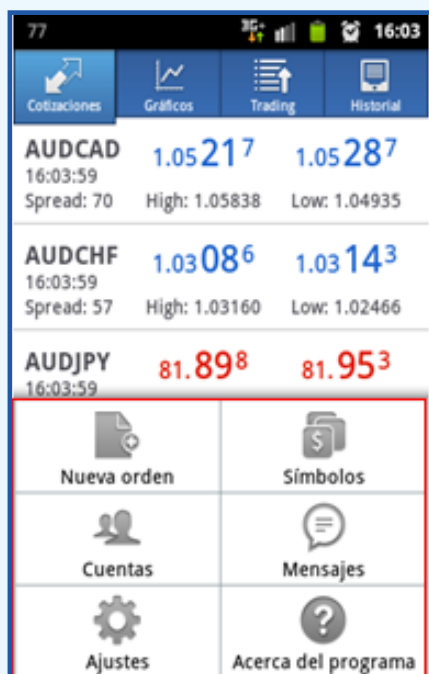 77 3G 16:03
Cotizaciones Gráficos Trading Historial
AUDCAD 1.05217 1.05287
16:03:59
Spread: 70 High: 1.05838 Low: 1.04935
AUDCHF 1.03086 1.03143
16:03:59
Spread: 57 High: 1.03160 Low: 1.02466
AUDJPY 81.898 81.953
16:03:59
Nueva orden Símbolos
Cuentas Mensajes
Ajustes Acerca del programa